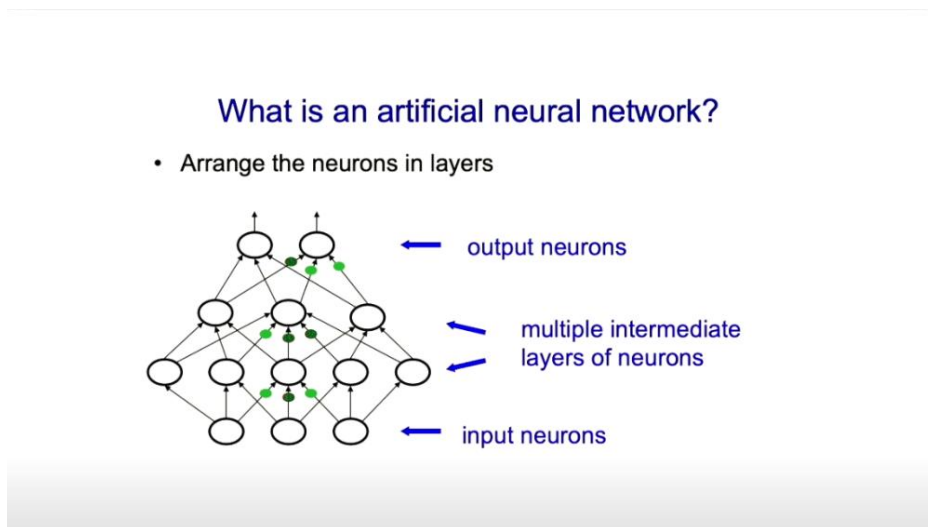 What is an artificial neural network?
• Arrange the neurons in layers
output neurons
multiple intermediate
layers of neurons
input neurons